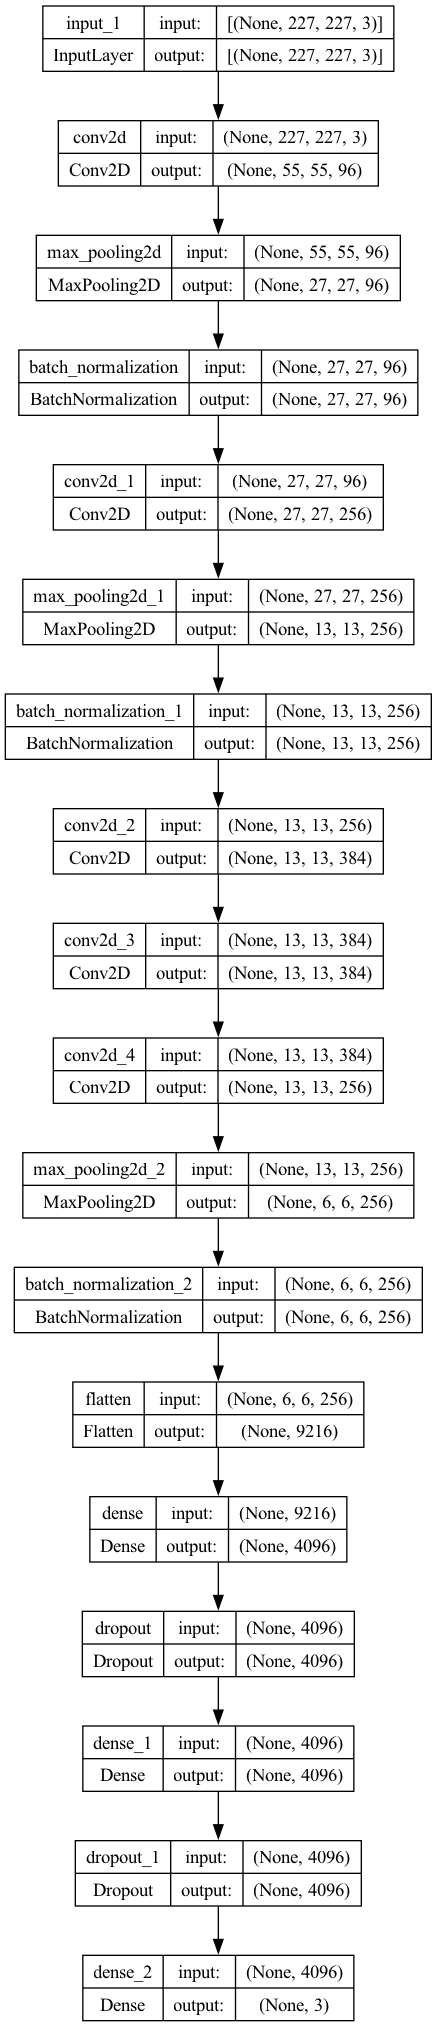 input_1 input: [(None, 227, 227, 3)]
InputLayer output: [(None, 227, 227, 3)]
conv2d input: (None, 227, 227, 3)
Conv2D output: (None, 55, 55, 96)
max_pooling2d input: (None, 55, 55, 96)
MaxPooling2D output: (None, 27, 27, 96)
batch_normalization input: (None, 27, 27, 96)
BatchNormalization output: (None, 27, 27, 96)
conv2d_1 input: (None, 27, 27, 96)
Conv2D output: (None, 27, 27, 256)
max_pooling2d_1 input: (None, 27, 27, 256)
MaxPooling2D output: (None, 13, 13, 256)
batch_normalization_1 input: (None, 13, 13, 256)
BatchNormalization output: (None, 13, 13, 256)
conv2d_2 input: (None, 13, 13, 256)
Conv2D output: (None, 13, 13, 384)
conv2d_3 input: (None, 13, 13, 384)
Conv2D output: (None, 13, 13, 384)
conv2d_4 input: (None, 13, 13, 384)
Conv2D output: (None, 13, 13, 256)
max_pooling2d_2 input: (None, 13, 13, 256)
MaxPooling2D output: (None, 6, 6, 256)
batch_normalization_2 input: (None, 6, 6, 256)
BatchNormalization output: (None, 6, 6, 256)
flatten input: (None, 6, 6, 256)
Flatten output: (None, 9216)
dense input: (None, 9216)
Dense output: (None, 4096)
dropout input: (None, 4096)
Dropout output: (None, 4096)
dense_1 input: (None, 4096)
Dense output: (None, 4096)
dropout_1 input: (None, 4096)
Dropout output: (None, 4096)
dense_2 input: (None, 4096)
Dense output: (None, 3)